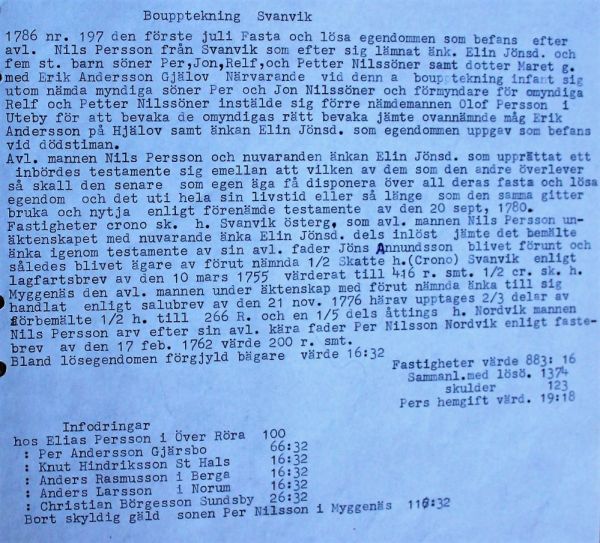 Boupptekning Svanvik
1786 nr. 197 den förste juli Fasta och lösa egendommen som befans efter
avl. Nils Persson från Svanvik som efter sig lämnat änk. Elin Jönsd. och
fem st. barn söner Per,Jon,Relf,och Petter Nilssöner samt dotter Maret g.
med Erik Andersson Gjälov Närvarande vid denn a boupptekning infant sig
utom nämda myndiga söner Per och Jon Nilssöner och förmyndare för omyndiga
Relf och Petter Nilssöner instälde sig förre nämdemannen Olof Persson i
Uteby för att bevaka de omyndigas rätt bevaka jämte ovannämnde måg Erik
Andersson på Hjälov samt änkan Elin Jönsd. som egendommen uppgav som befans
vid dödstiman.
Avl. mannen Nils Persson och nuvaranden änkan Elin Jönsd. som upprättat ett
inbördes testamente sig emellan att vilken av dem som den andre överlever
så skall den senare som egen äga få disponera över all deras fasta och lösa
egendom och det uti hela sin livstid eller så länge som den samma gitter
bruka och nytja enligt förenämde testamente av den 20 sept, 1780.
Fastigheter crono sk. h. Svanvik österg, som avl. mannen Nils Persson un-
äktenskapet med nuvarande änka Elin Jönsd. dels inlöst jämte det bemälte
änka igenom testamente av sin avl. fader Jöns Annundsson blivet förunt och
således blivet ägare av förut nämnda 1/2 Skatte h.(Crono) Svanvik enligt
lagfartsbrev av den 10 mars 1755 värderat till 416 r. smt. 1/2 cr. sk. h.
Myggenäs den avl. mannen under äktenskap med förut nämnda änka till sig
handlat enligt salubrev av den 21 nov. 1776 härav upptages 2/3 delar av
förbemälte 1/2 h. till 266 R. och en 1/5 dels åttings h. Nordvik mannen
Nils Persson arv efter sin avl. kära fader Per Nilsson Nordvik enligt faste-
brev av den 17 feb. 1762 värde 200 r. smt.
Bland lösegendomen förgjyld bägare värde 16:32
Fastigheter värde 883: 16
Sammanl.med lösö. 1374
skulder 123
Pers hemgift värd. 19:18
Infodringar
hos Elias Persson i Över Röra 100
: Per Andersson Gjärsbo 66:32
: Knut Hindriksson St Hals 16:32
: Anders Rasmusson i Berga 16:32
: Anders Larsson i Norum 16:32
: Christian Börgesson Sundsby 26:32
Bort skyldig gäld sonen Per Nilsson i Myggenäs 116:32